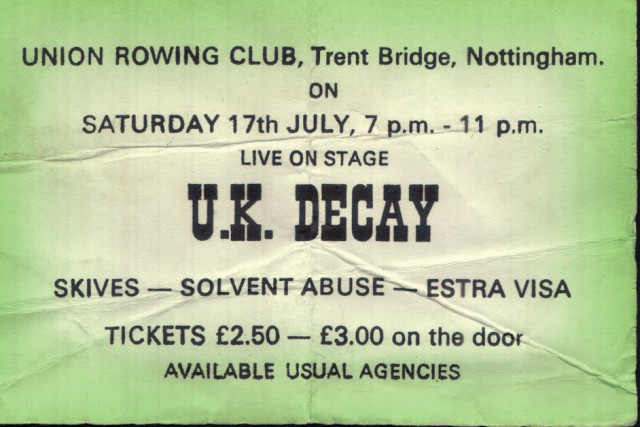 UNION ROWING CLUB, Trent Bridge, Nottingham.
ON
SATURDAY 17th JULY, 7 p.m. - 11 p.m.
LIVE ON STAGE
U.K. DECAY
SKIVES — SOLVENT ABUSE — ESTRA VISA
TICKETS £2.50 — £3.00 on the door
AVAILABLE USUAL AGENCIES